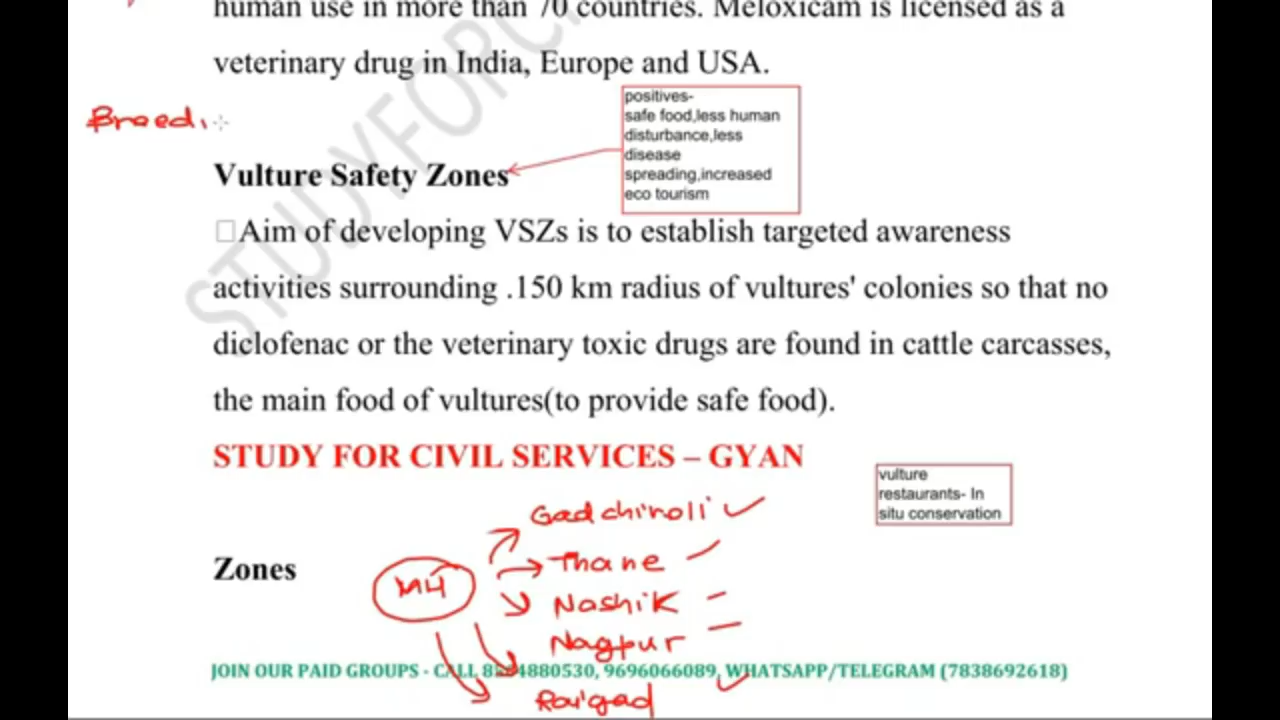 human use in more than 70 countries. Meloxicam is licensed as a
veterinary drug in India, Europe and USA.
Breed.
positives-
safe food,less human
disturbance,less
disease
spreading,increased
eco tourism
Vulture Safety Zones
Aim of developing VSZs is to establish targeted awareness
activities surrounding .150 km radius of vultures' colonies so that no
diclofenac or the veterinary toxic drugs are found in cattle carcasses,
the main food of vultures(to provide safe food).
STUDY FOR CIVIL SERVICES – GYAN
vulture
restaurants- In
situ conservation
Gadchiroli
Zones
MH
Thane
Nashik
Nagpur
JOIN OUR PAID GROUPS - CALL 4880530, 9696066089, WHATSAPP/TELEGRAM (7838692618)
Raigad